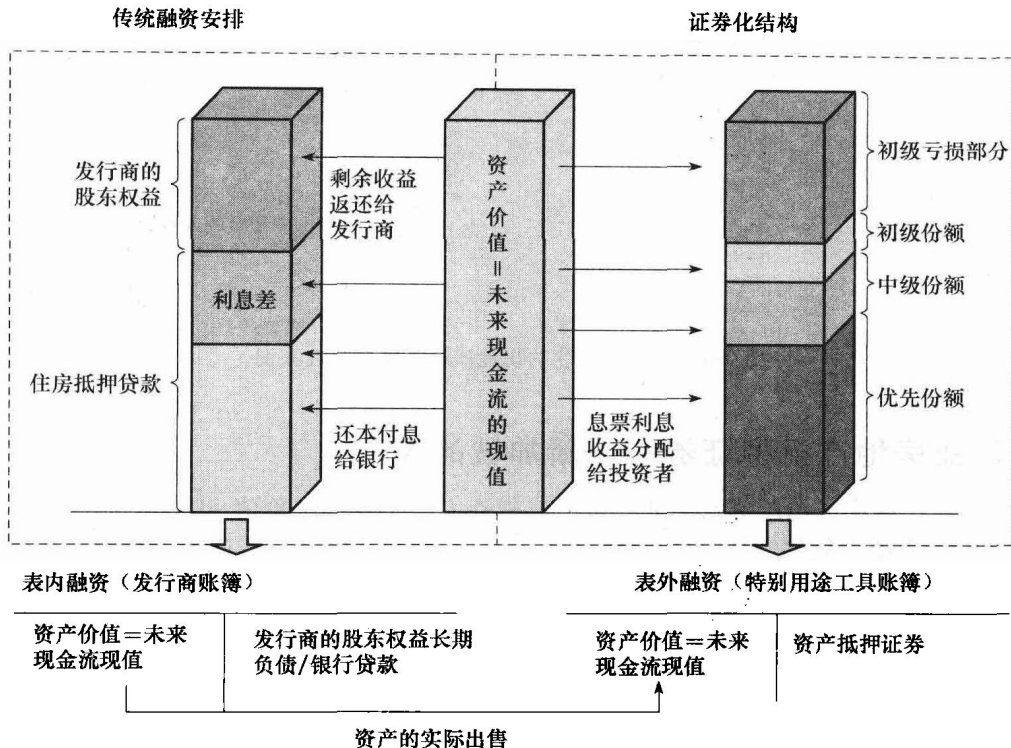 传统融资安排
证券化结构
发行商的
股东权益
住房抵押贷款
利息差
剩余收益
返还给
发行商
还本付息
给银行
资产价值＝未来现金流的现值
息票利息
收益分配
给投资者
初级亏损部分
初级份额
中级份额
优先份额
表内融资（发行商账簿）
资产价值＝未来
现金流现值
发行商的股东权益长期
负债/银行贷款
表外融资（特别用途工具账簿）
资产价值＝未来
现金流现值
资产抵押证券
资产的实际出售